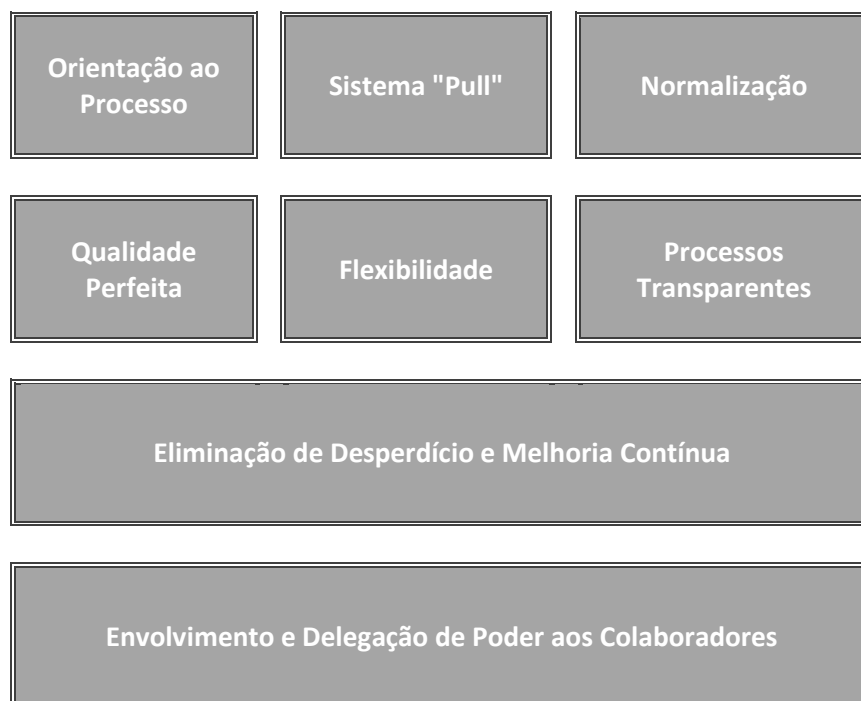 Orientação ao
Processo
Sistema "Pull"
Normalização
Qualidade
Perfeita
Flexibilidade
Processos
Transparentes
Eliminação de Desperdício e Melhoria Contínua
Envolvimento e Delegação de Poder aos Colaboradores